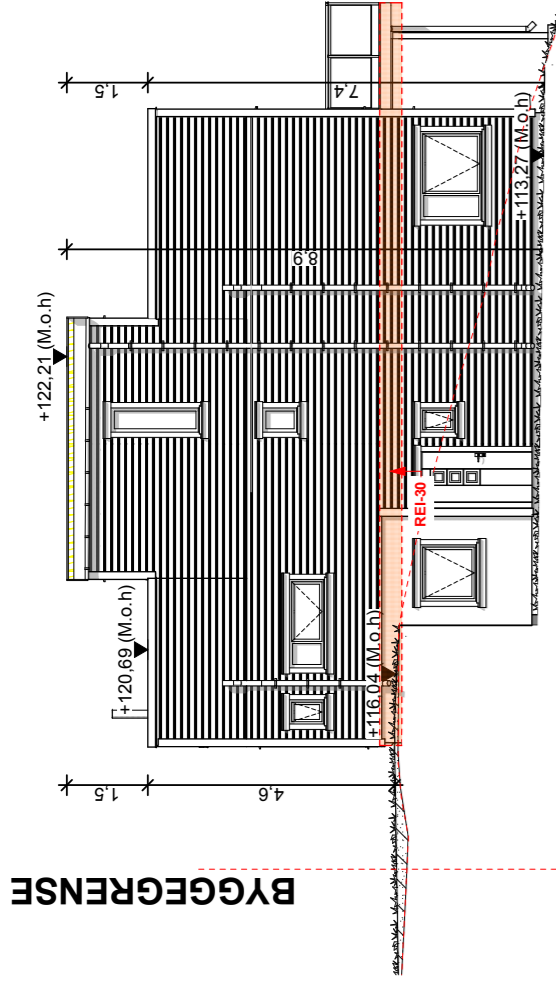 1,5
7,4
8,9
+122,21 (M.o.h)
+113,27 (M.o.h)
REI-30
+120,69 (M.o.h)
+116,04 (M.o.h)
1,5
4,6
BYGGEGRENSE